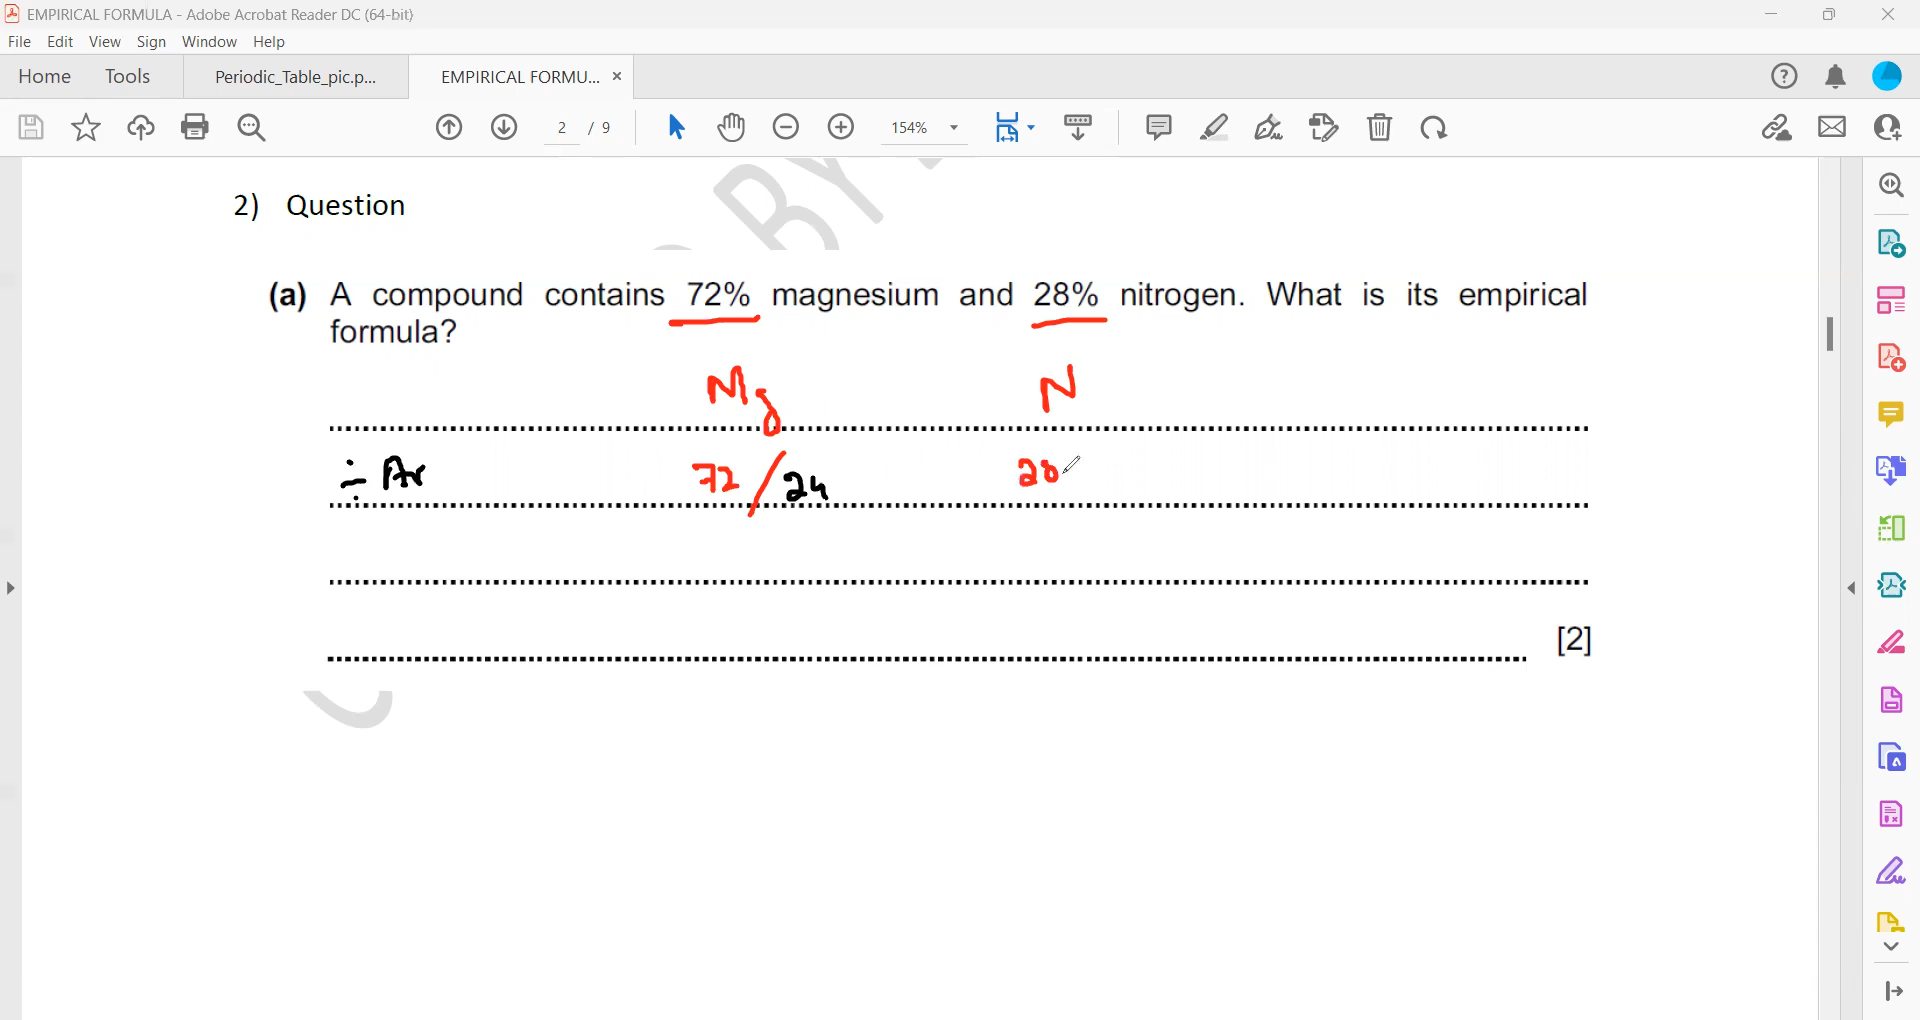 EMPIRICAL FORMULA - Adobe Acrobat Reader DC (64-bit)
File Edit View Sign Window Help
Home Tools Periodic_Table_pic.p... EMPIRICAL FORMU... ×
2 / 9 154%
BY
2) Question
(a) A compound contains 72% magnesium and 28% nitrogen. What is its empirical
formula?
Mg N
÷ Ar 72 / 24 28
[2]